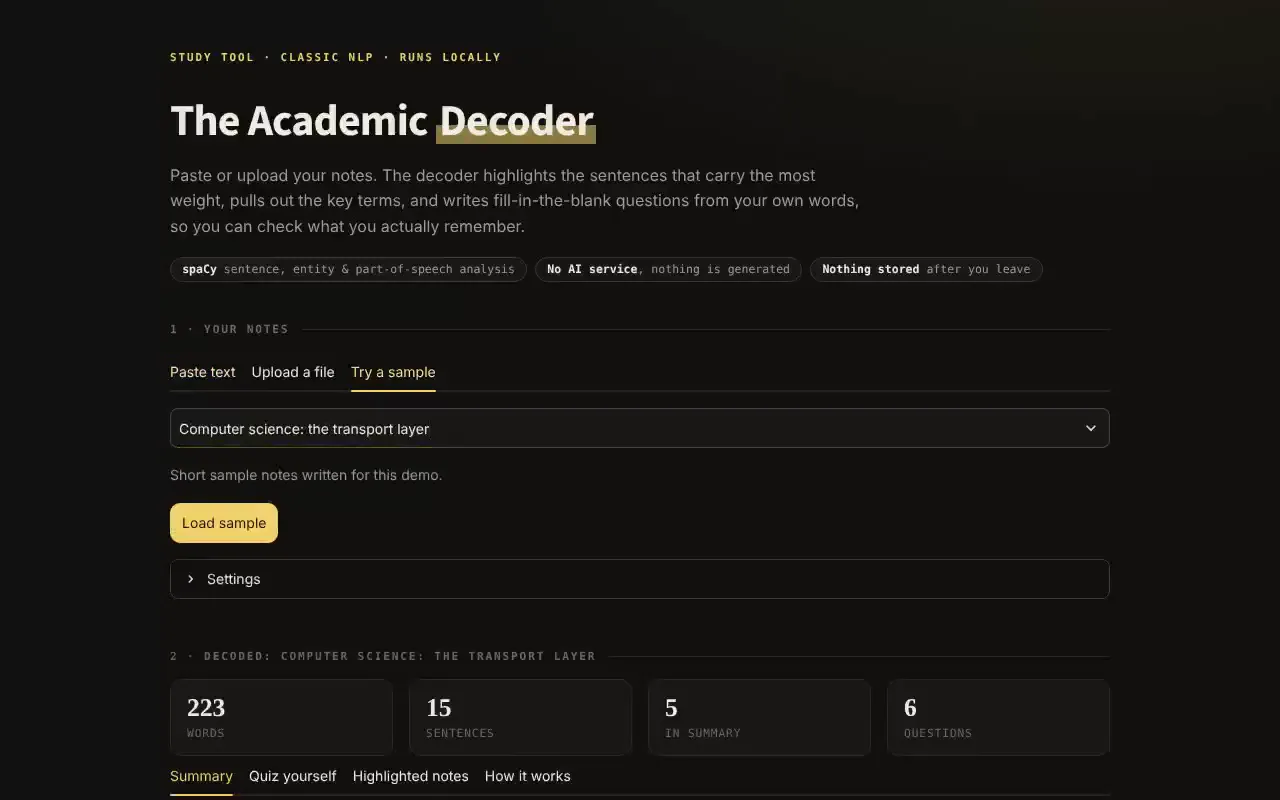 STUDY TOOL · CLASSIC NLP · RUNS LOCALLY
The Academic Decoder
Paste or upload your notes. The decoder highlights the sentences that carry the most
weight, pulls out the key terms, and writes fill-in-the-blank questions from your own words,
so you can check what you actually remember.
spaCy sentence, entity & part-of-speech analysis No AI service, nothing is generated Nothing stored after you leave
1 · YOUR NOTES
Paste text Upload a file Try a sample
Computer science: the transport layer
Short sample notes written for this demo.
Load sample
Settings
2 · DECODED: COMPUTER SCIENCE: THE TRANSPORT LAYER
223 15 5 6
WORDS SENTENCES IN SUMMARY QUESTIONS
Summary Quiz yourself Highlighted notes How it works